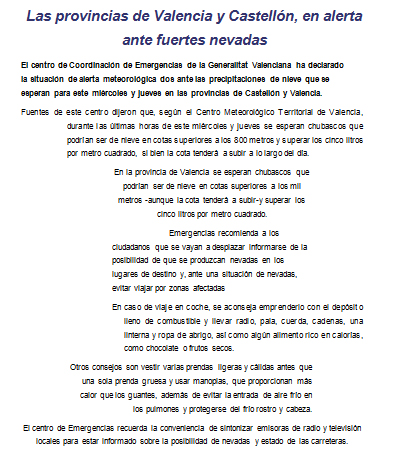 Las provincias de Valencia y Castellón, en alerta
ante fuertes nevadas
El centro de Coordinación de Emergencias de la Generalitat Valenciana ha declarado
la situación de alerta meteorológica dos ante las precipitaciones de nieve que se
esperan para este miércoles y jueves en las provincias de Castellón y Valencia.
Fuentes de este centro dijeron que, según el Centro Meteorológico Territorial de Valencia,
durante las últimas horas de este miércoles y jueves se esperan chubascos que
podrían ser de nieve en cotas superiores a los 800 metros y superar los cinco litros
por metro cuadrado, si bien la cota tenderá a subir a lo largo del día.
En la provincia de Valencia se esperan chubascos que
podrían ser de nieve en cotas superiores a los mil
metros -aunque la cota tenderá a subir-y superar los
cinco litros por metro cuadrado.
Emergencias recomienda a los
ciudadanos que se vayan a desplazar informarse de la
posibilidad de que se produzcan nevadas en los
lugares de destino y, ante una situación de nevadas,
evitar viajar por zonas afectadas
En caso de viaje en coche, se aconseja emprenderlo con el depósito
lleno de combustible y llevar radio, pala, cuerda, cadenas, una
linterna y ropa de abrigo, así como algún alimento rico en calorías,
como chocolate o frutos secos.
Otros consejos son vestir varias prendas ligeras y cálidas antes que
una sola prenda gruesa y usar manoplas, que proporcionan más
calor que los guantes, además de evitar la entrada de aire frío en
los pulmones y protegerse del frío rostro y cabeza.
El centro de Emergencias recuerda la conveniencia de sintonizar emisoras de radio y televisión
locales para estar informado sobre la posibilidad de nevadas y estado de las carreteras.